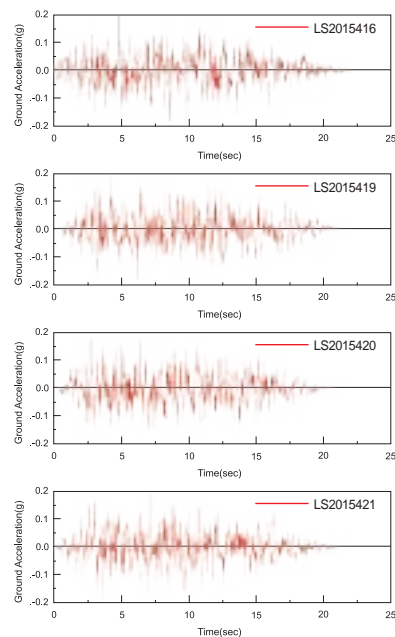 0.2
LS2015416
0.1
0.0
.-0.1
.-0.2
Ground Acceleration(g)
0 5 10 15 20 25
Time(sec)
0.2
LS2015419
0.1
0.0
.-0.1
.-0.2
Ground Acceleration(g)
0 5 10 15 20 25
Time(sec)
0.2
LS2015420
0.1
0.0
.-0.1
.-0.2
Ground Acceleration(g)
0 5 10 15 20 25
Time(sec)
0.2
LS2015421
0.1
0.0
.-0.1
.-0.2
Ground Acceleration(g)
0 5 10 15 20 25
Time(sec)